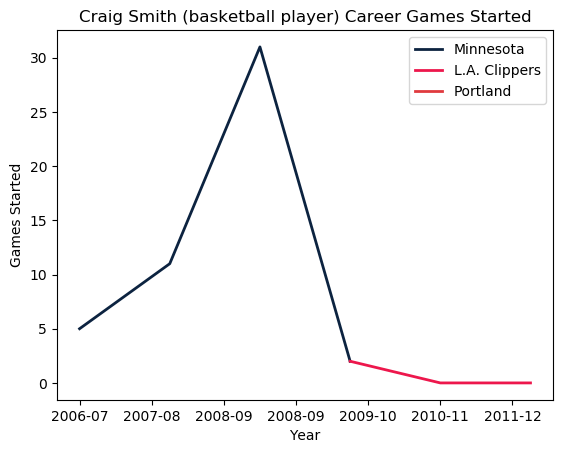 Craig Smith (basketball player) Career Games Started
Minnesota
L.A. Clippers
Portland
30
25
20
15
10
5
0
Games Started
2006-07 2007-08 2008-09 2008-09 2009-10 2010-11 2011-12
Year